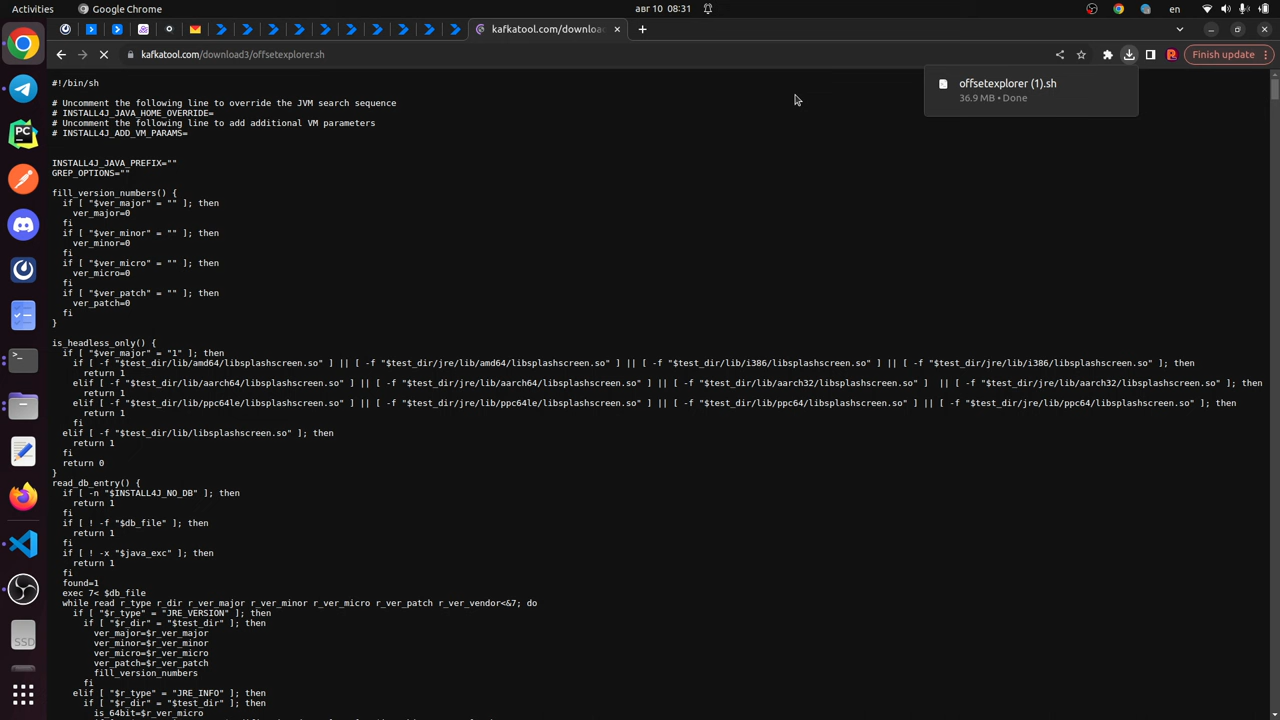 Activities
Google Chrome
авг 10 08:31
en
kafkatool.com/downloa
kafkatool.com/download3/offsetexplorer.sh
Finish update
offsetexplorer (1).sh
36.9 MB • Done
#!/bin/sh
# Uncomment the following line to override the JVM search sequence
# INSTALL4J_JAVA_HOME_OVERRIDE=
# Uncomment the following line to add additional VM parameters
# INSTALL4J_ADD_VM_PARAMS=
INSTALL4J_JAVA_PREFIX=""
GREP_OPTIONS=""
fill_version_numbers() {
if [ "$ver_major" = "" ]; then
ver_major=0
fi
if [ "$ver_minor" = "" ]; then
ver_minor=0
fi
if [ "$ver_micro" = "" ]; then
ver_micro=0
fi
if [ "$ver_patch" = "" ]; then
ver_patch=0
fi
}
is_headless_only() {
if [ "$ver_major" = "1" ]; then
if [ -f "$test_dir/lib/amd64/libsplashscreen.so" ] || [ -f "$test_dir/jre/lib/amd64/libsplashscreen.so" ] || [ -f "$test_dir/lib/i386/libsplashscreen.so" ] || [ -f "$test_dir/jre/lib/i386/libsplashscreen.so" ]; then
return 1
elif [ -f "$test_dir/lib/aarch64/libsplashscreen.so" ] || [ -f "$test_dir/jre/lib/aarch64/libsplashscreen.so" ] || [ -f "$test_dir/lib/aarch32/libsplashscreen.so" ]  || [ -f "$test_dir/jre/lib/aarch32/libsplashscreen.so" ]; then
return 1
elif [ -f "$test_dir/lib/ppc64le/libsplashscreen.so" ] || [ -f "$test_dir/jre/lib/ppc64le/libsplashscreen.so" ] || [ -f "$test_dir/lib/ppc64/libsplashscreen.so" ] || [ -f "$test_dir/jre/lib/ppc64/libsplashscreen.so" ]; then
return 1
fi
elif [ -f "$test_dir/lib/libsplashscreen.so" ]; then
return 1
fi
return 0
}
read_db_entry() {
if [ -n "$INSTALL4J_NO_DB" ]; then
return 1
fi
if [ ! -f "$db_file" ]; then
return 1
fi
if [ ! -x "$java_exc" ]; then
return 1
fi
found=1
exec 7< $db_file
while read r_type r_dir r_ver_major r_ver_minor r_ver_micro r_ver_patch r_ver_vendor<&7; do
if [ "$r_type" = "JRE_VERSION" ]; then
if [ "$r_dir" = "$test_dir" ]; then
ver_major=$r_ver_major
ver_minor=$r_ver_minor
ver_micro=$r_ver_micro
ver_patch=$r_ver_patch
fill_version_numbers
fi
elif [ "$r_type" = "JRE_INFO" ]; then
if [ "$r_dir" = "$test_dir" ]; then
is_64bit=$r_ver_micro
PC
SSD